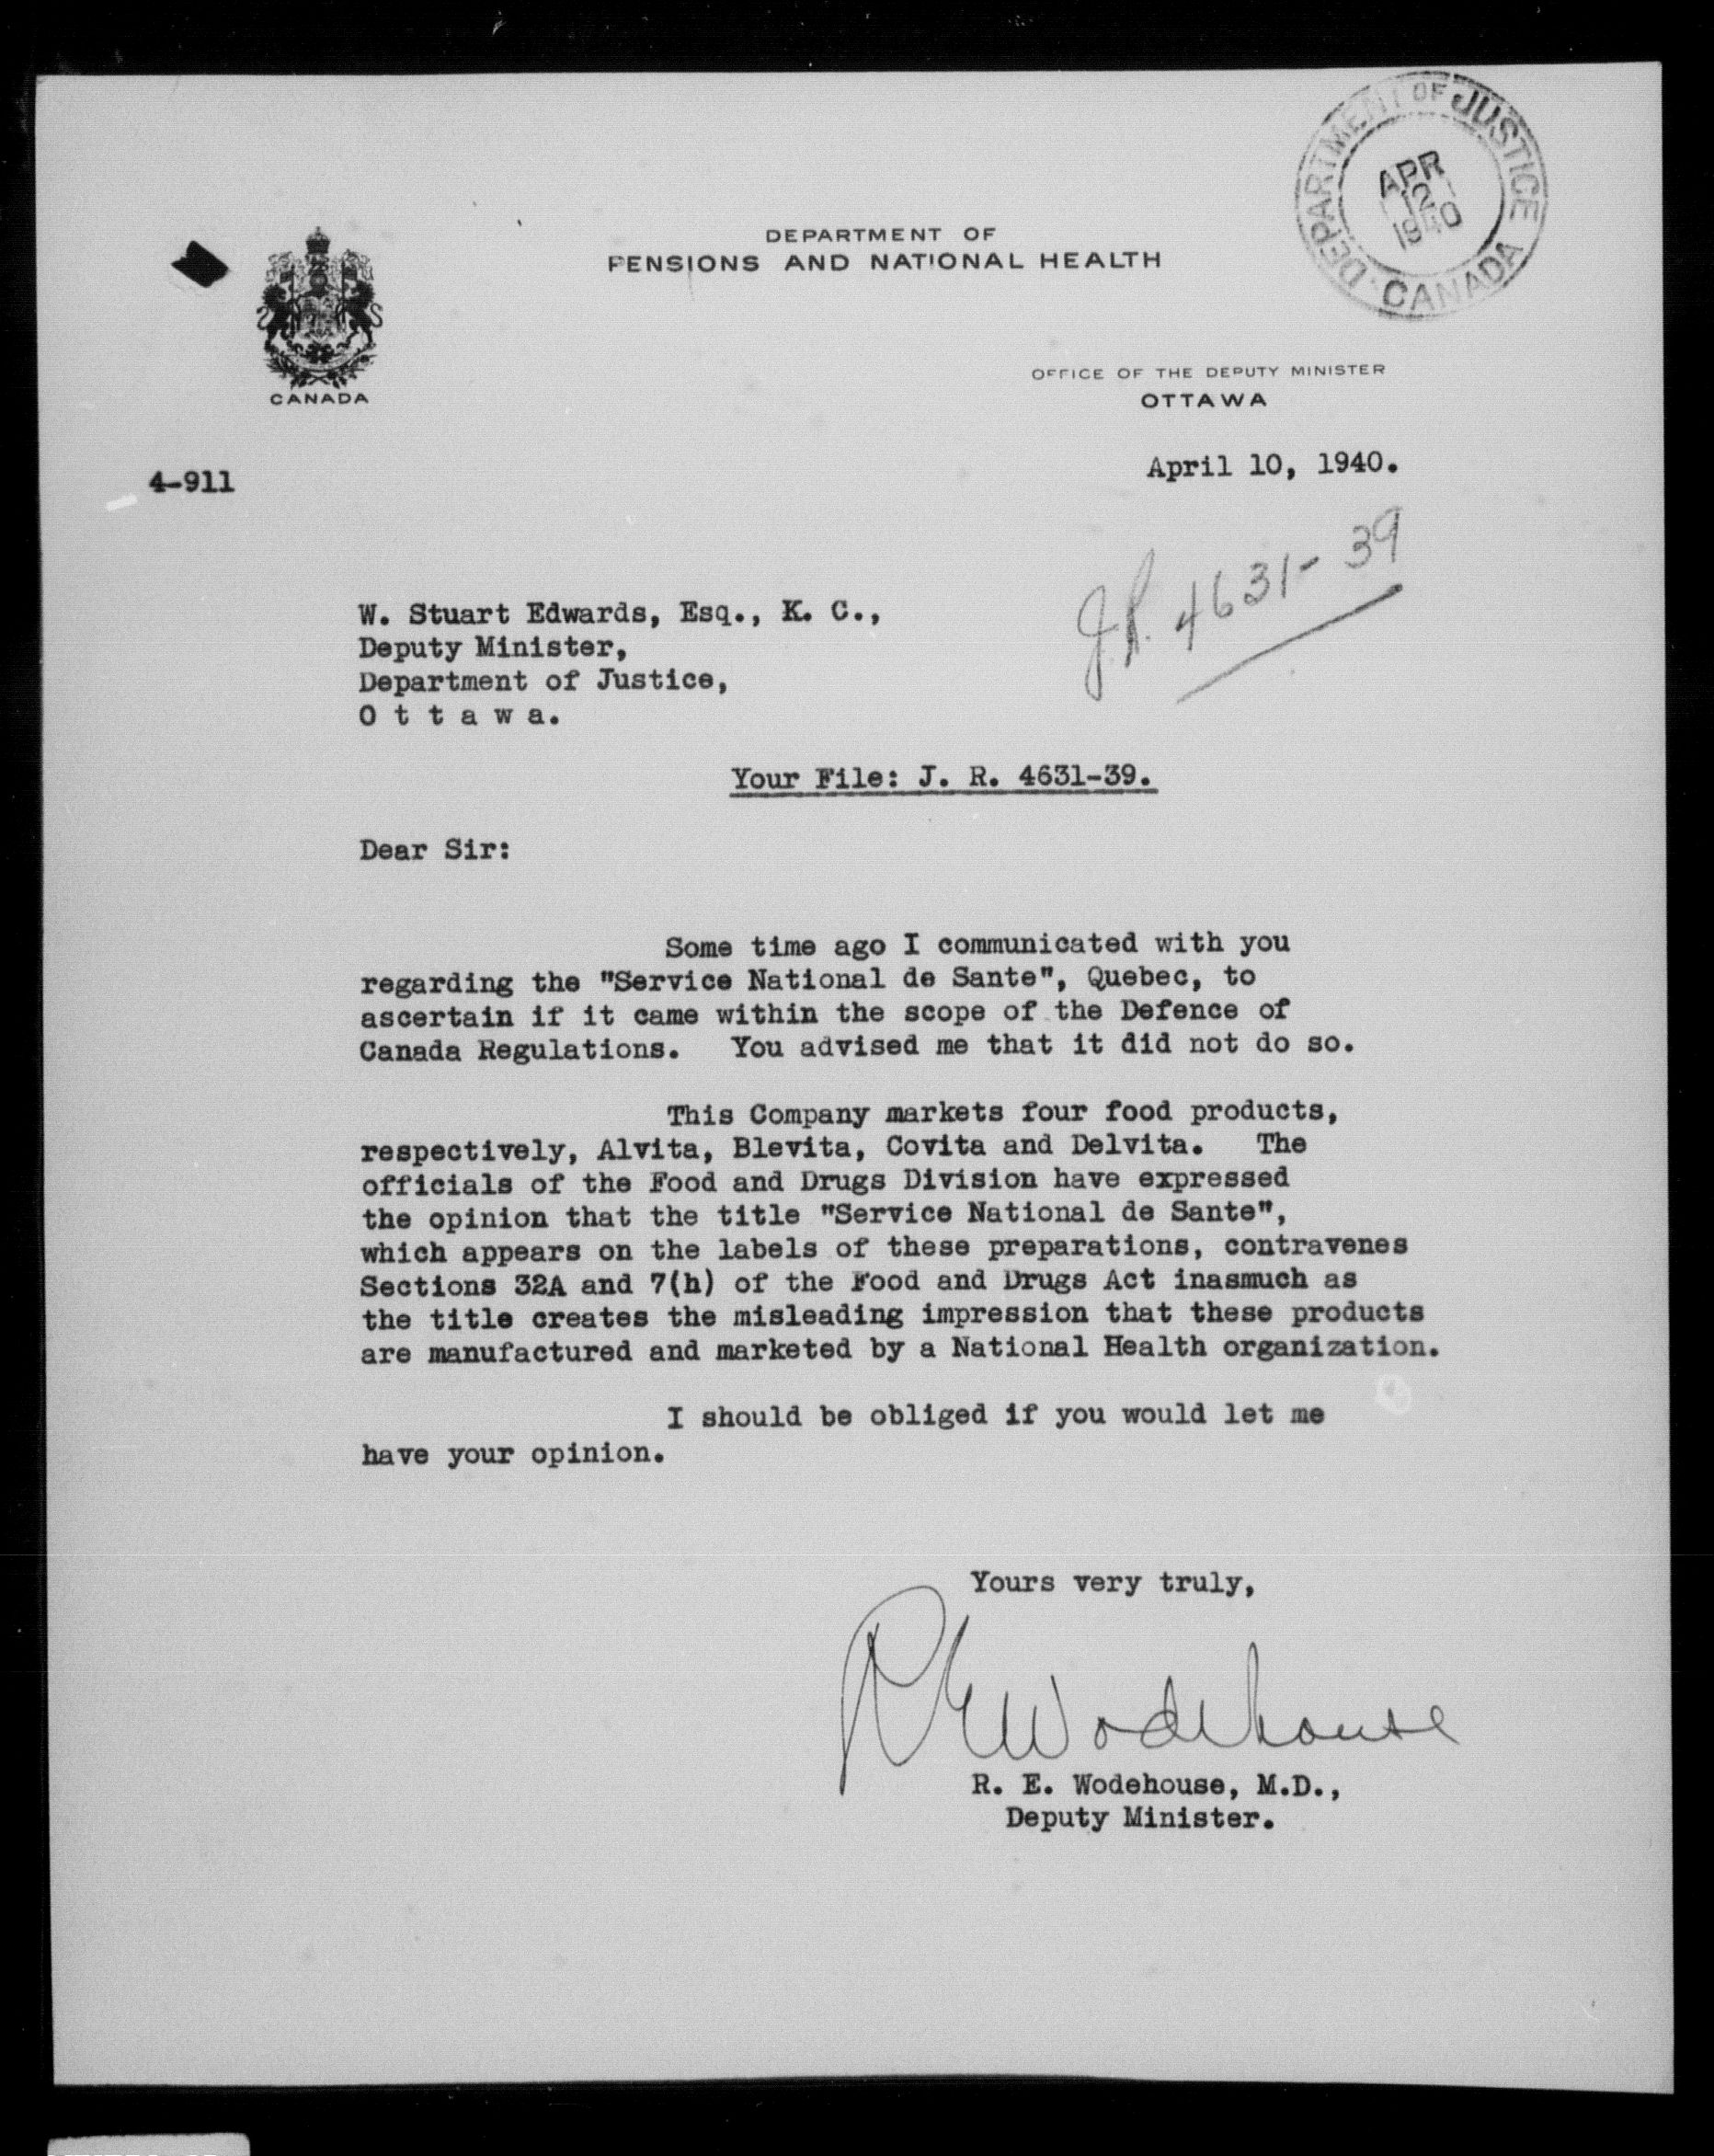 DEPARTMENT OF JUSTICE
CANADA
APR
12
1940
DEPARTMENT OF
PENSIONS AND NATIONAL HEALTH
CANADA
OFFICE OF THE DEPUTY MINISTER
OTTAWA
4-911
April 10, 1940.
J.R. 4631-39
W. Stuart Edwards, Esq., K. C.,
Deputy Minister,
Department of Justice,
O t t a w a.
Your File: J. R. 4631-39.
Dear Sir:
Some time ago I communicated with you
regarding the "Service National de Sante", Quebec, to
ascertain if it came within the scope of the Defence of
Canada Regulations. You advised me that it did not do so.
This Company markets four food products,
respectively, Alvita, Blevita, Covita and Delvita. The
officials of the Food and Drugs Division have expressed
the opinion that the title "Service National de Sante",
which appears on the labels of these preparations, contravenes
Sections 32A and 7(h) of the Food and Drugs Act inasmuch as
the title creates the misleading impression that these products
are manufactured and marketed by a National Health organization.
I should be obliged if you would let me
have your opinion.
Yours very truly,
R E Wodehouse
R. E. Wodehouse, M.D.,
Deputy Minister.